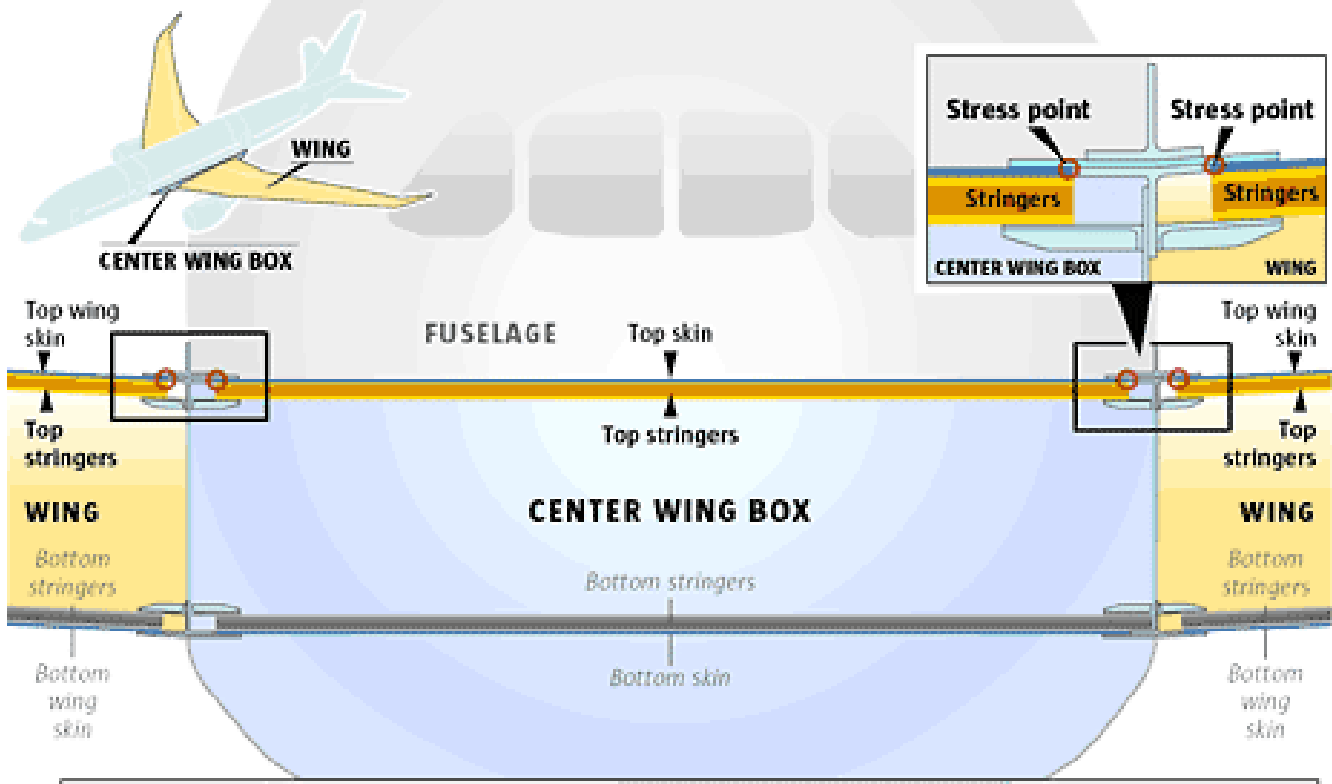 WING
CENTER WING BOX
Stress point
Stress point
Stringers
Stringers
CENTER WING BOX
WING
Top wing
skin
FUSELAGE
Top skin
Top wing
skin
Top
stringers
Top stringers
Top
stringers
WING
CENTER WING BOX
WING
Bottom
stringers
Bottom stringers
Bottom
stringers
Bottom
wing
skin
Bottom skin
Bottom
wing
skin